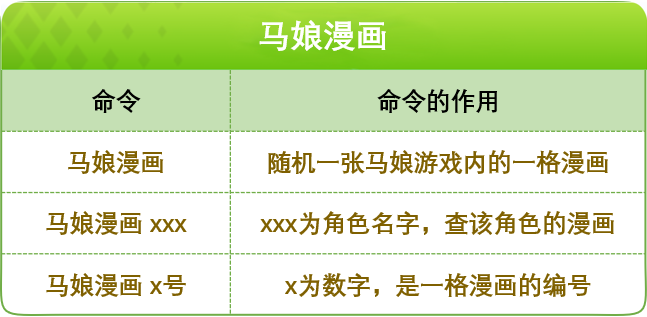 马娘漫画
命令 命令的作用
马娘漫画 随机一张马娘游戏内的一格漫画
马娘漫画 xxx xxx为角色名字，查该角色的漫画
马娘漫画 x号 x为数字，是一格漫画的编号